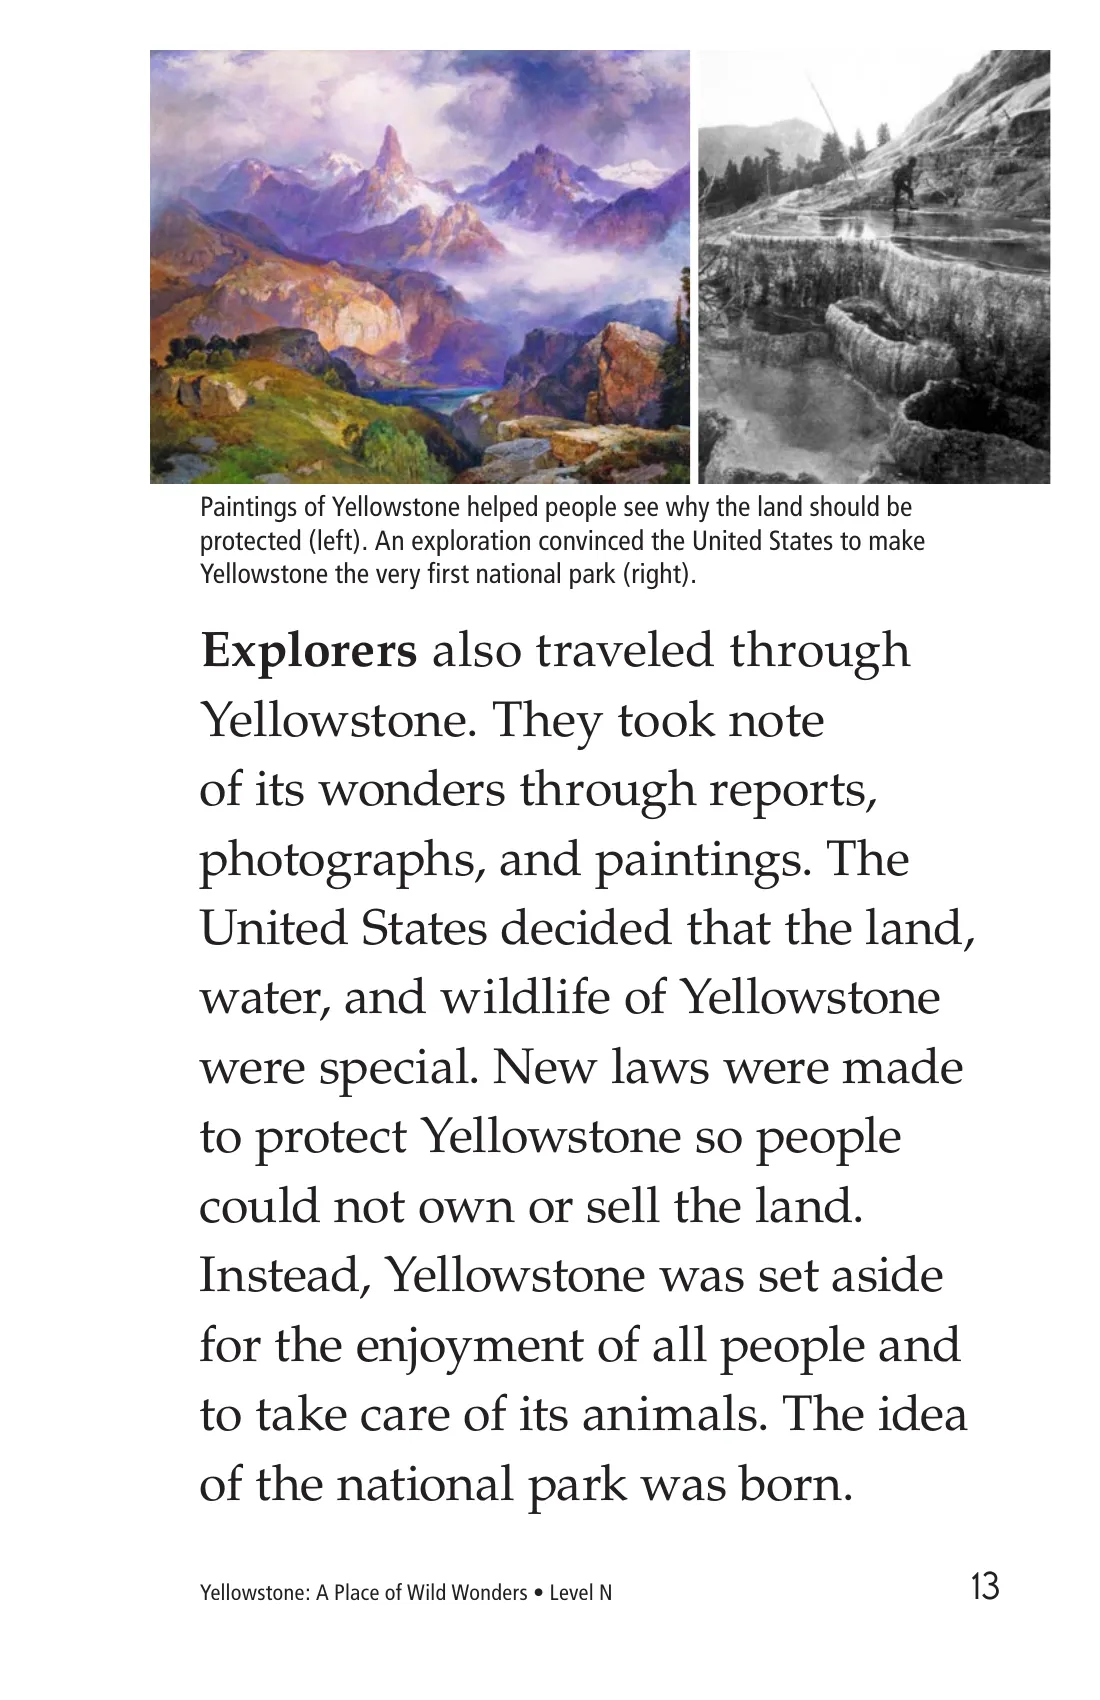 Paintings of Yellowstone helped people see why the land should be
protected (left). An exploration convinced the United States to make
Yellowstone the very first national park (right).
Explorers also traveled through
Yellowstone. They took note
of its wonders through reports,
photographs, and paintings. The
United States decided that the land,
water, and wildlife of Yellowstone
were special. New laws were made
to protect Yellowstone so people
could not own or sell the land.
Instead, Yellowstone was set aside
for the enjoyment of all people and
to take care of its animals. The idea
of the national park was born.
Yellowstone: A Place of Wild Wonders • Level N 13